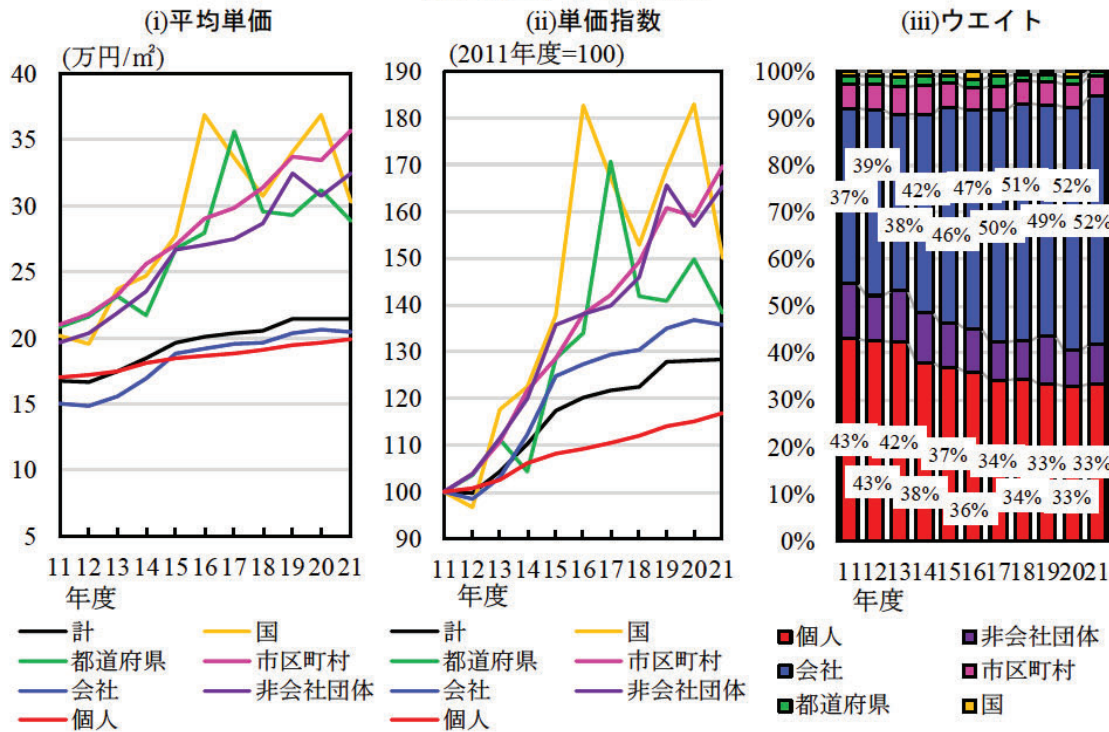 (i)平均単価
(万円/㎡)
40
35
30
25
20
15
10
5
11 12 13 14 15 16 17 18 19 20 21
年度
計
国
都道府県
市区町村
会社
非会社団体
個人
(ii)単価指数
(2011年度=100)
190
180
170
160
150
140
130
120
110
100
90
11 12 13 14 15 16 17 18 19 20 21
年度
計
国
都道府県
市区町村
会社
非会社団体
個人
(iii)ウエイト
100%
90%
80%
70%
60%
50%
40%
30%
20%
10%
0%
37%
39%
38%
42%
46%
47%
50%
51%
49%
52%
52%
43%
43%
42%
38%
37%
36%
34%
34%
33%
33%
33%
11 12 13 14 15 16 17 18 19 20 21
年度
個人
非会社団体
会社
市区町村
都道府県
国